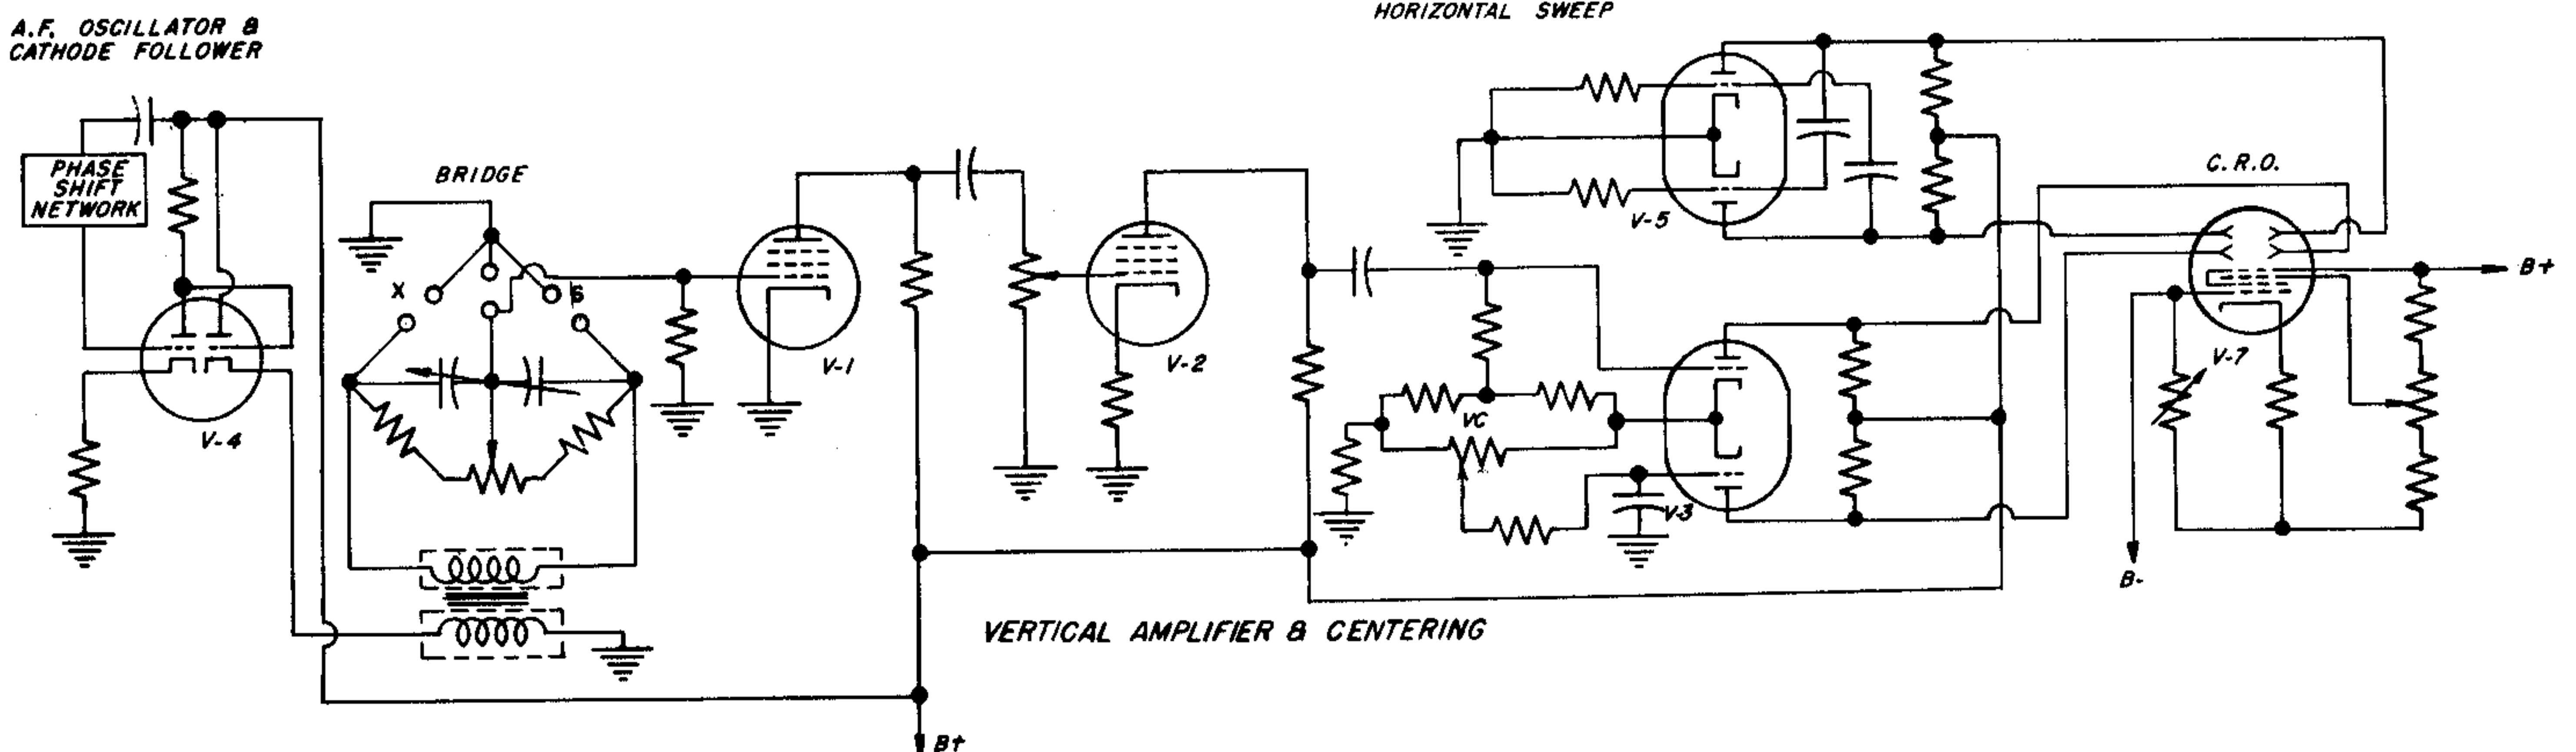 A.F. OSCILLATOR &
CATHODE FOLLOWER
HORIZONTAL SWEEP
PHASE
SHIFT
NETWORK
BRIDGE
C.R.O.
X
S
V-1
V-2
V-3
V-4
V-5
V-7
VC
B+
B-
VERTICAL AMPLIFIER & CENTERING
B+